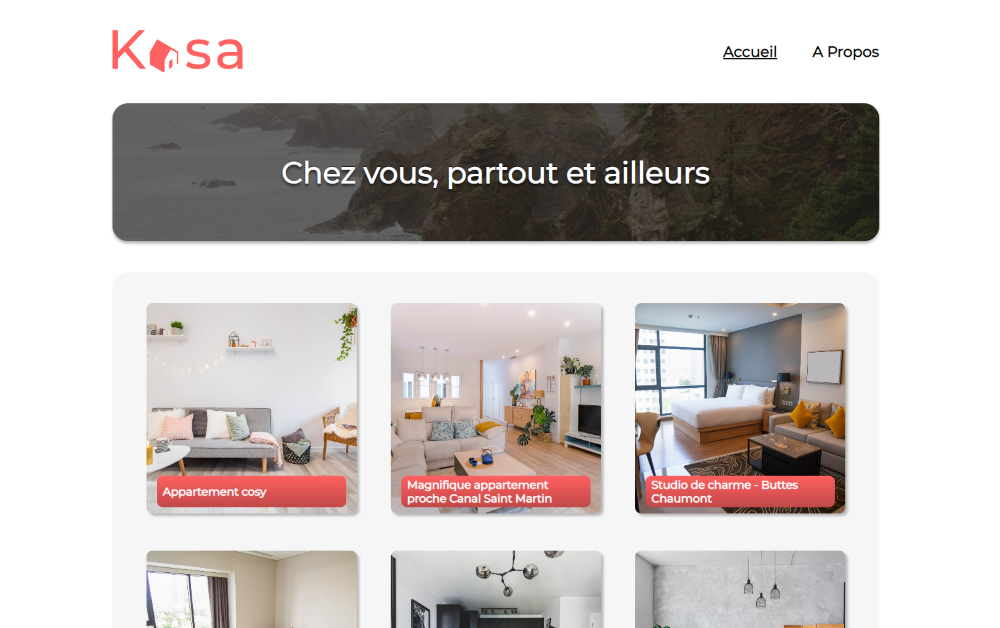 Kasa
Accueil
A Propos
Chez vous, partout et ailleurs
Appartement cosy
Magnifique appartement
proche Canal Saint Martin
Studio de charme - Buttes
Chaumont